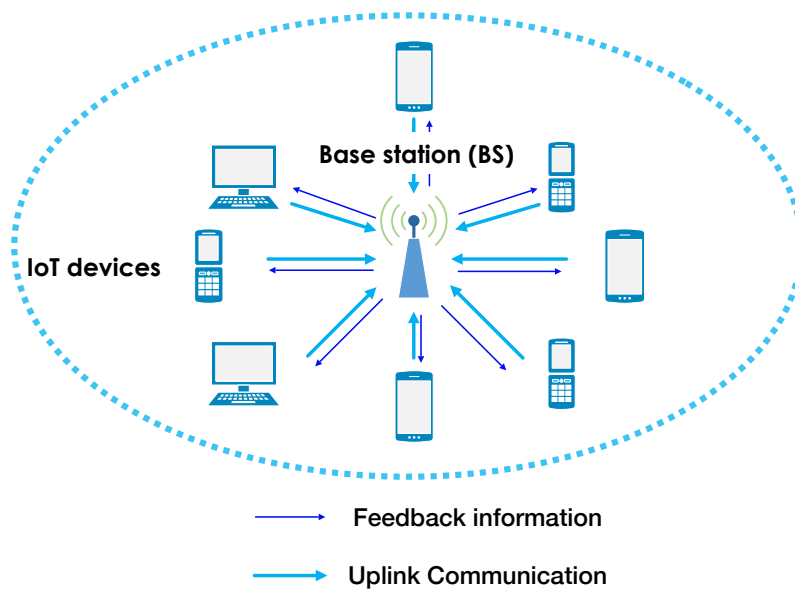 Base station (BS)
IoT devices
Feedback information
Uplink Communication